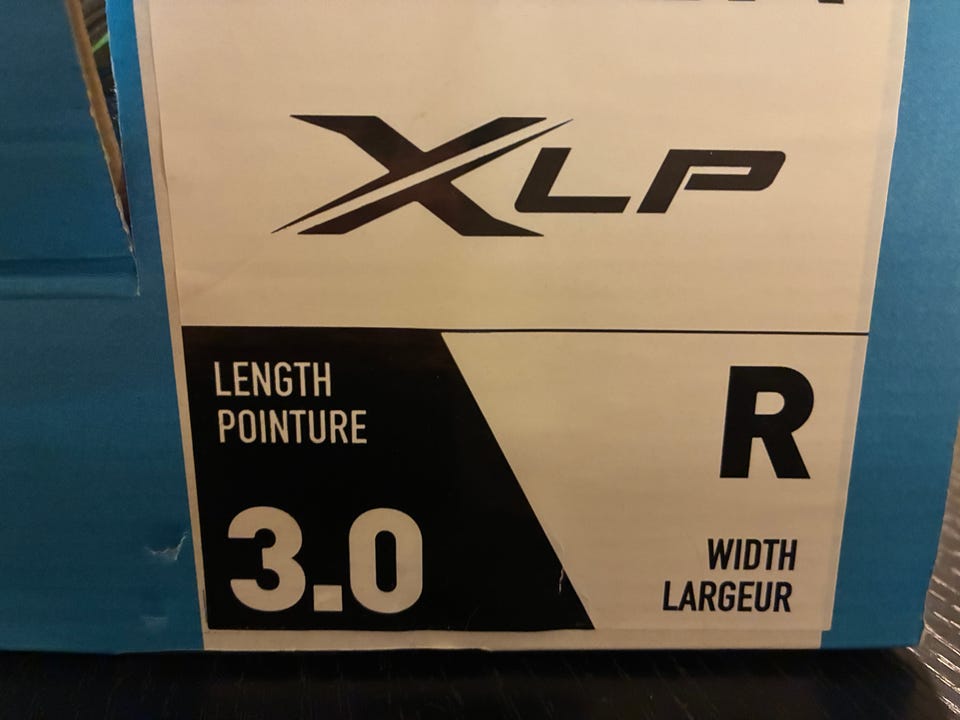 XLP
LENGTH
POINTURE
3.0
R
WIDTH
LARGEUR